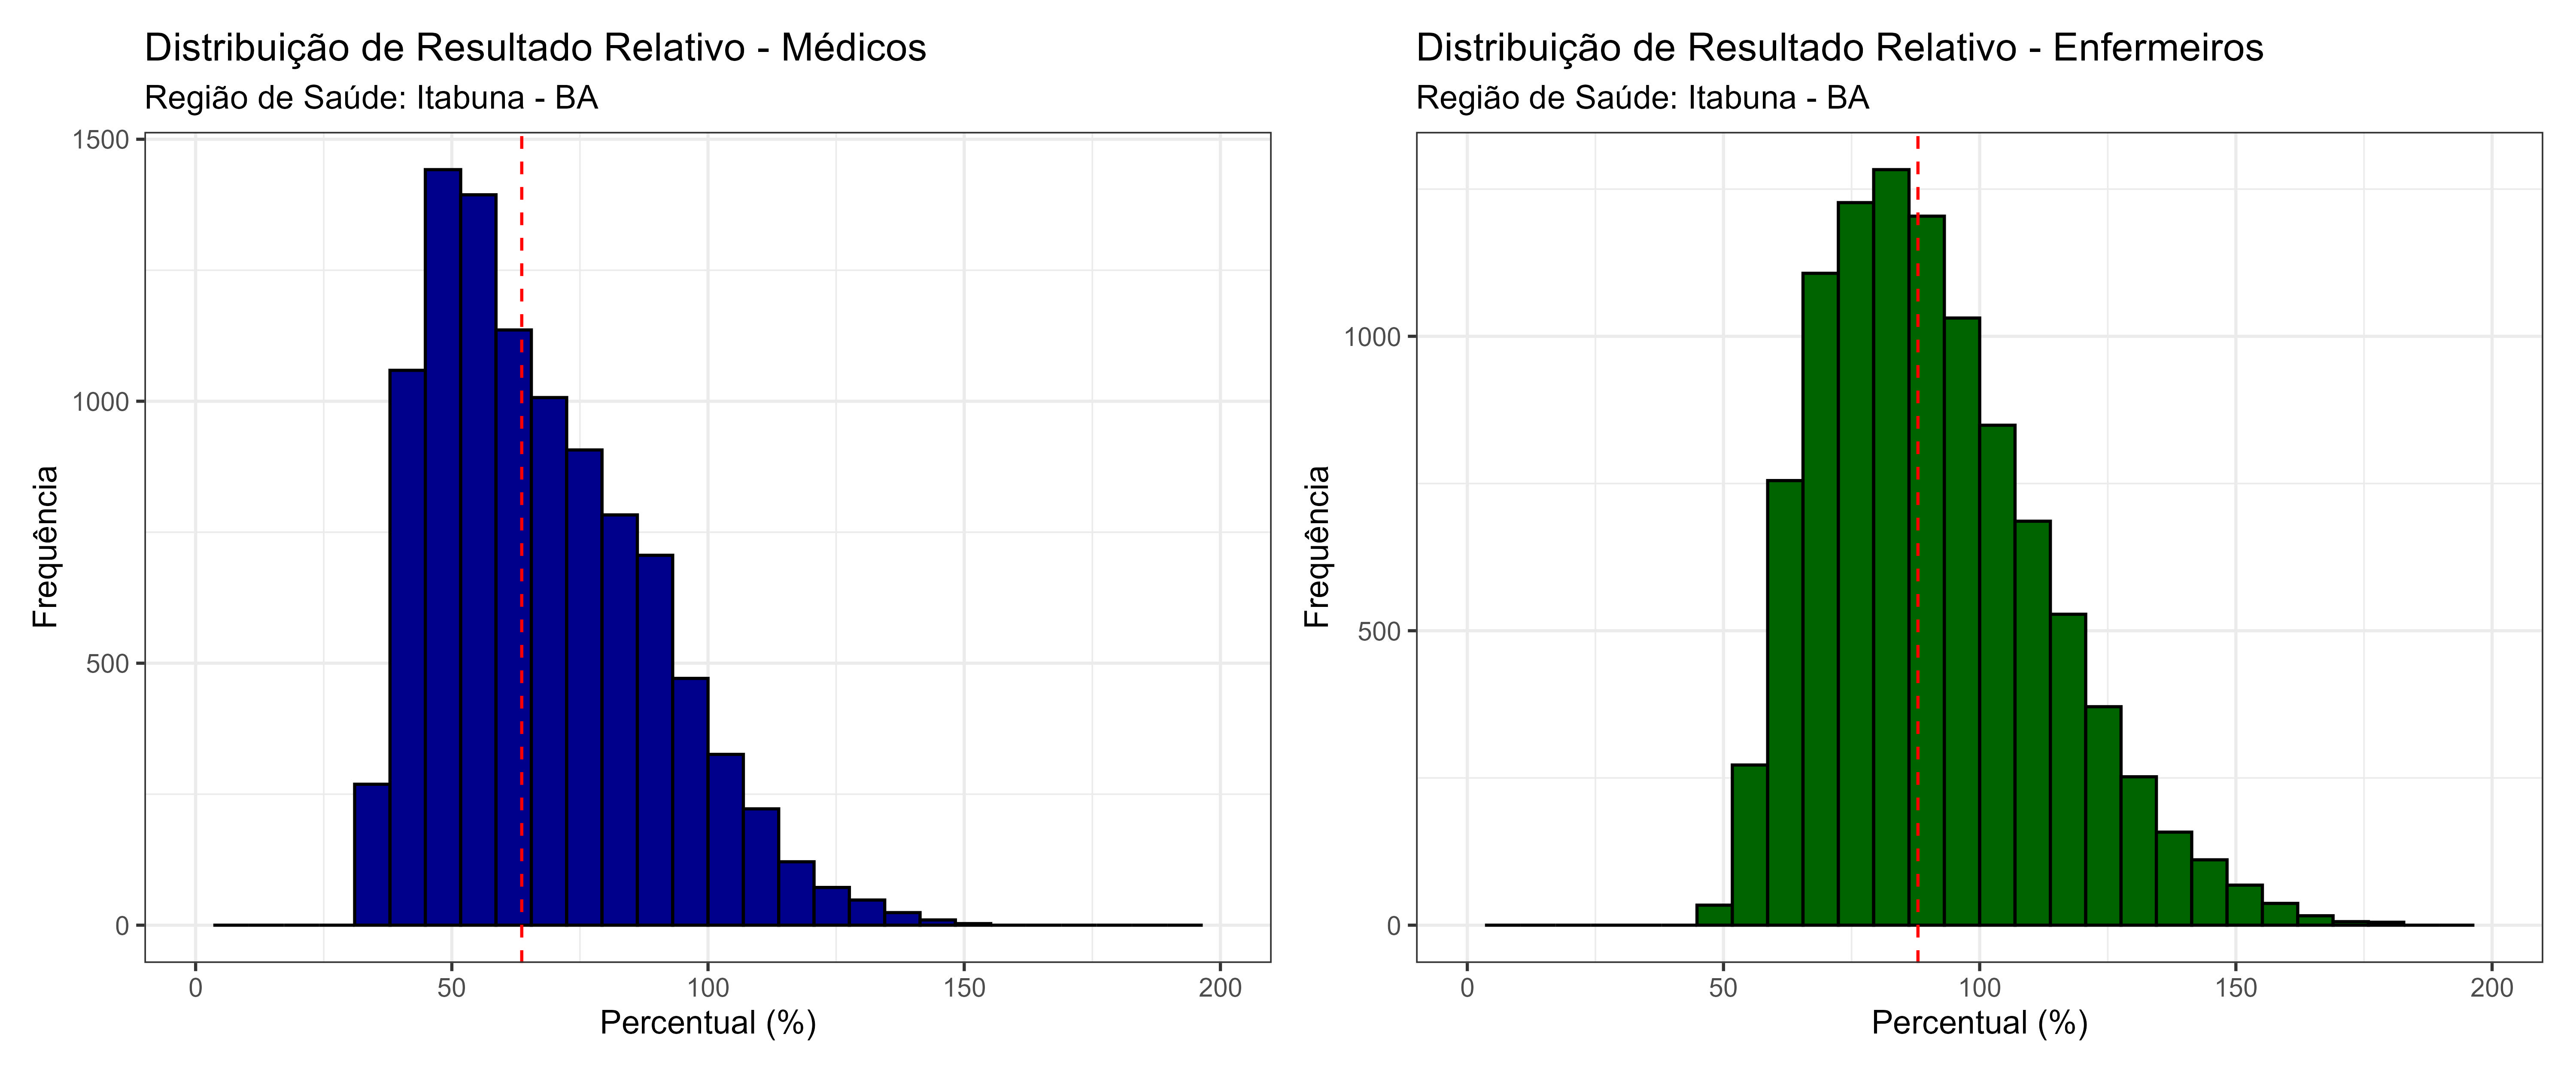 Distribuição de Resultado Relativo - Médicos
Região de Saúde: Itabuna - BA
1500
1000
500
0
Frequência
0 50 100 150 200
Percentual (%)
Distribuição de Resultado Relativo - Enfermeiros
Região de Saúde: Itabuna - BA
1000
500
0
Frequência
0 50 100 150 200
Percentual (%)